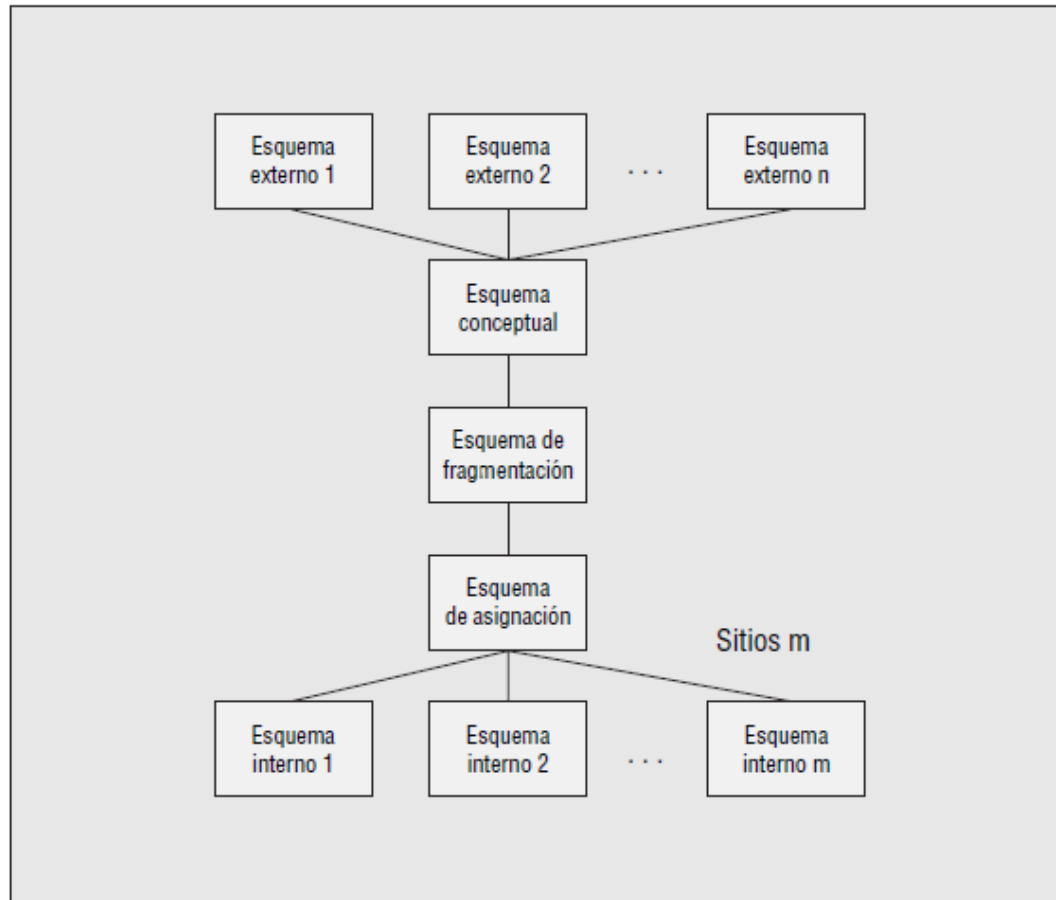 Esquema
externo 1
Esquema
externo 2
. . .
Esquema
externo n
Esquema
conceptual
Esquema de
fragmentación
Esquema
de asignación
Sitios m
Esquema
interno 1
Esquema
interno 2
. . .
Esquema
interno m